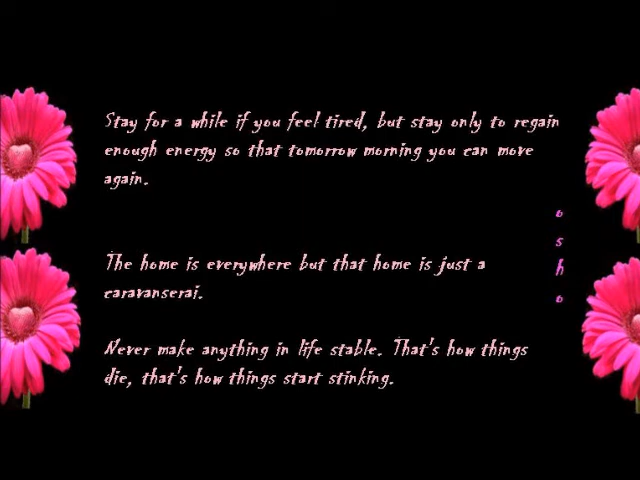 Stay for a while if you feel tired, but stay only to regain
enough energy so that tomorrow morning you can move
again.
The home is everywhere but that home is just a
caravanserai.
Never make anything in life stable. That's how things
die, that's how things start stinking.
o
s
h
o